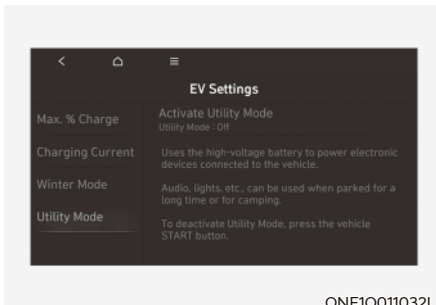 EV Settings
Max. % Charge
Charging Current
Winter Mode
Utility Mode
Activate Utility Mode
Utility Mode : Off
Uses the high-voltage battery to power electronic
devices connected to the vehicle.
Audio, lights, etc., can be used when parked for a
long time or for camping.
To deactivate Utility Mode, press the vehicle
START button.
ONE1Q011032L